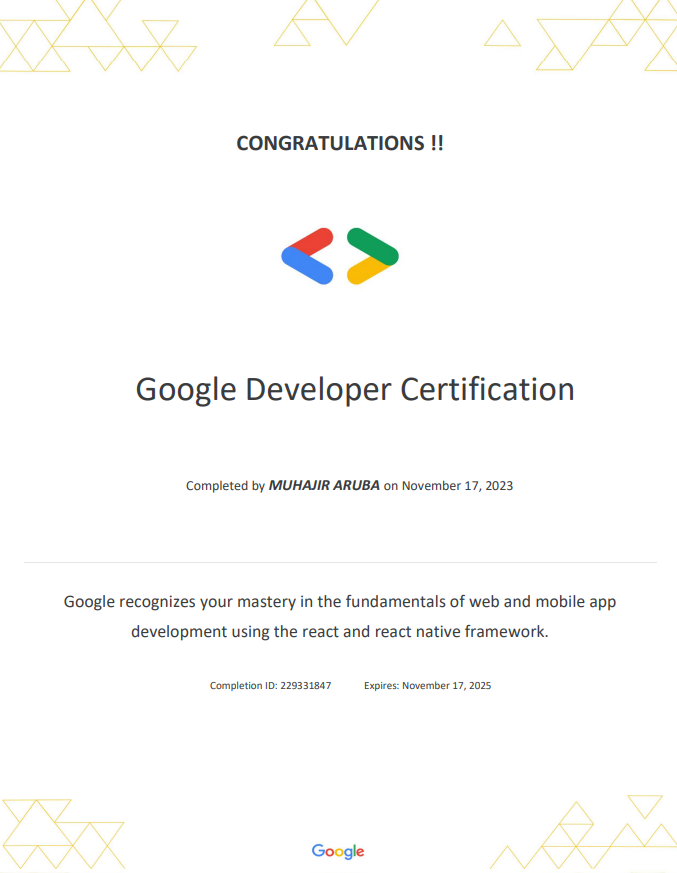 CONGRATULATIONS !!
Google Developer Certification
Completed by MUHAJIR ARUBA on November 17, 2023
Google recognizes your mastery in the fundamentals of web and mobile app
development using the react and react native framework.
Completion ID: 229331847 Expires: November 17, 2025
Google